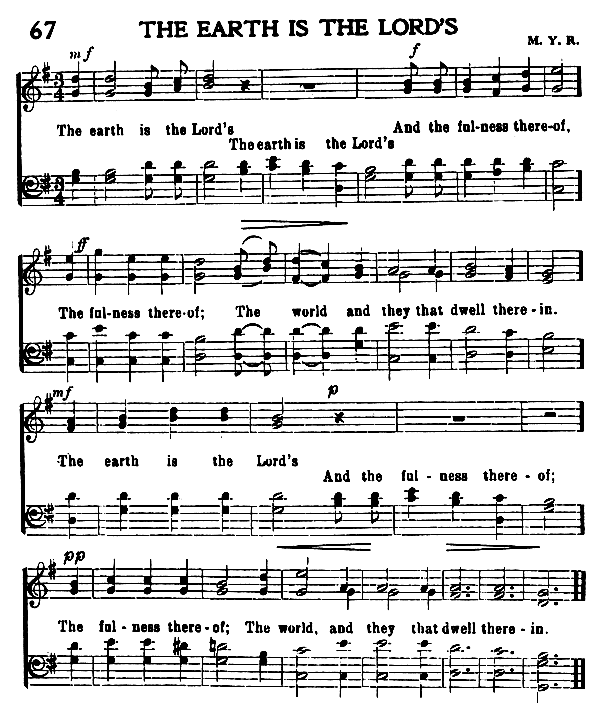 67 THE EARTH IS THE LORD'S
M. Y. R.
mf f
The earth is the Lord's And the ful-ness there-of,
The earth is the Lord's
ff
The ful-ness there-of; The world and they that dwell there-in.
mf p
The earth is the Lord's
And the ful-ness there-of;
pp
The ful-ness there-of; The world, and they that dwell there-in.